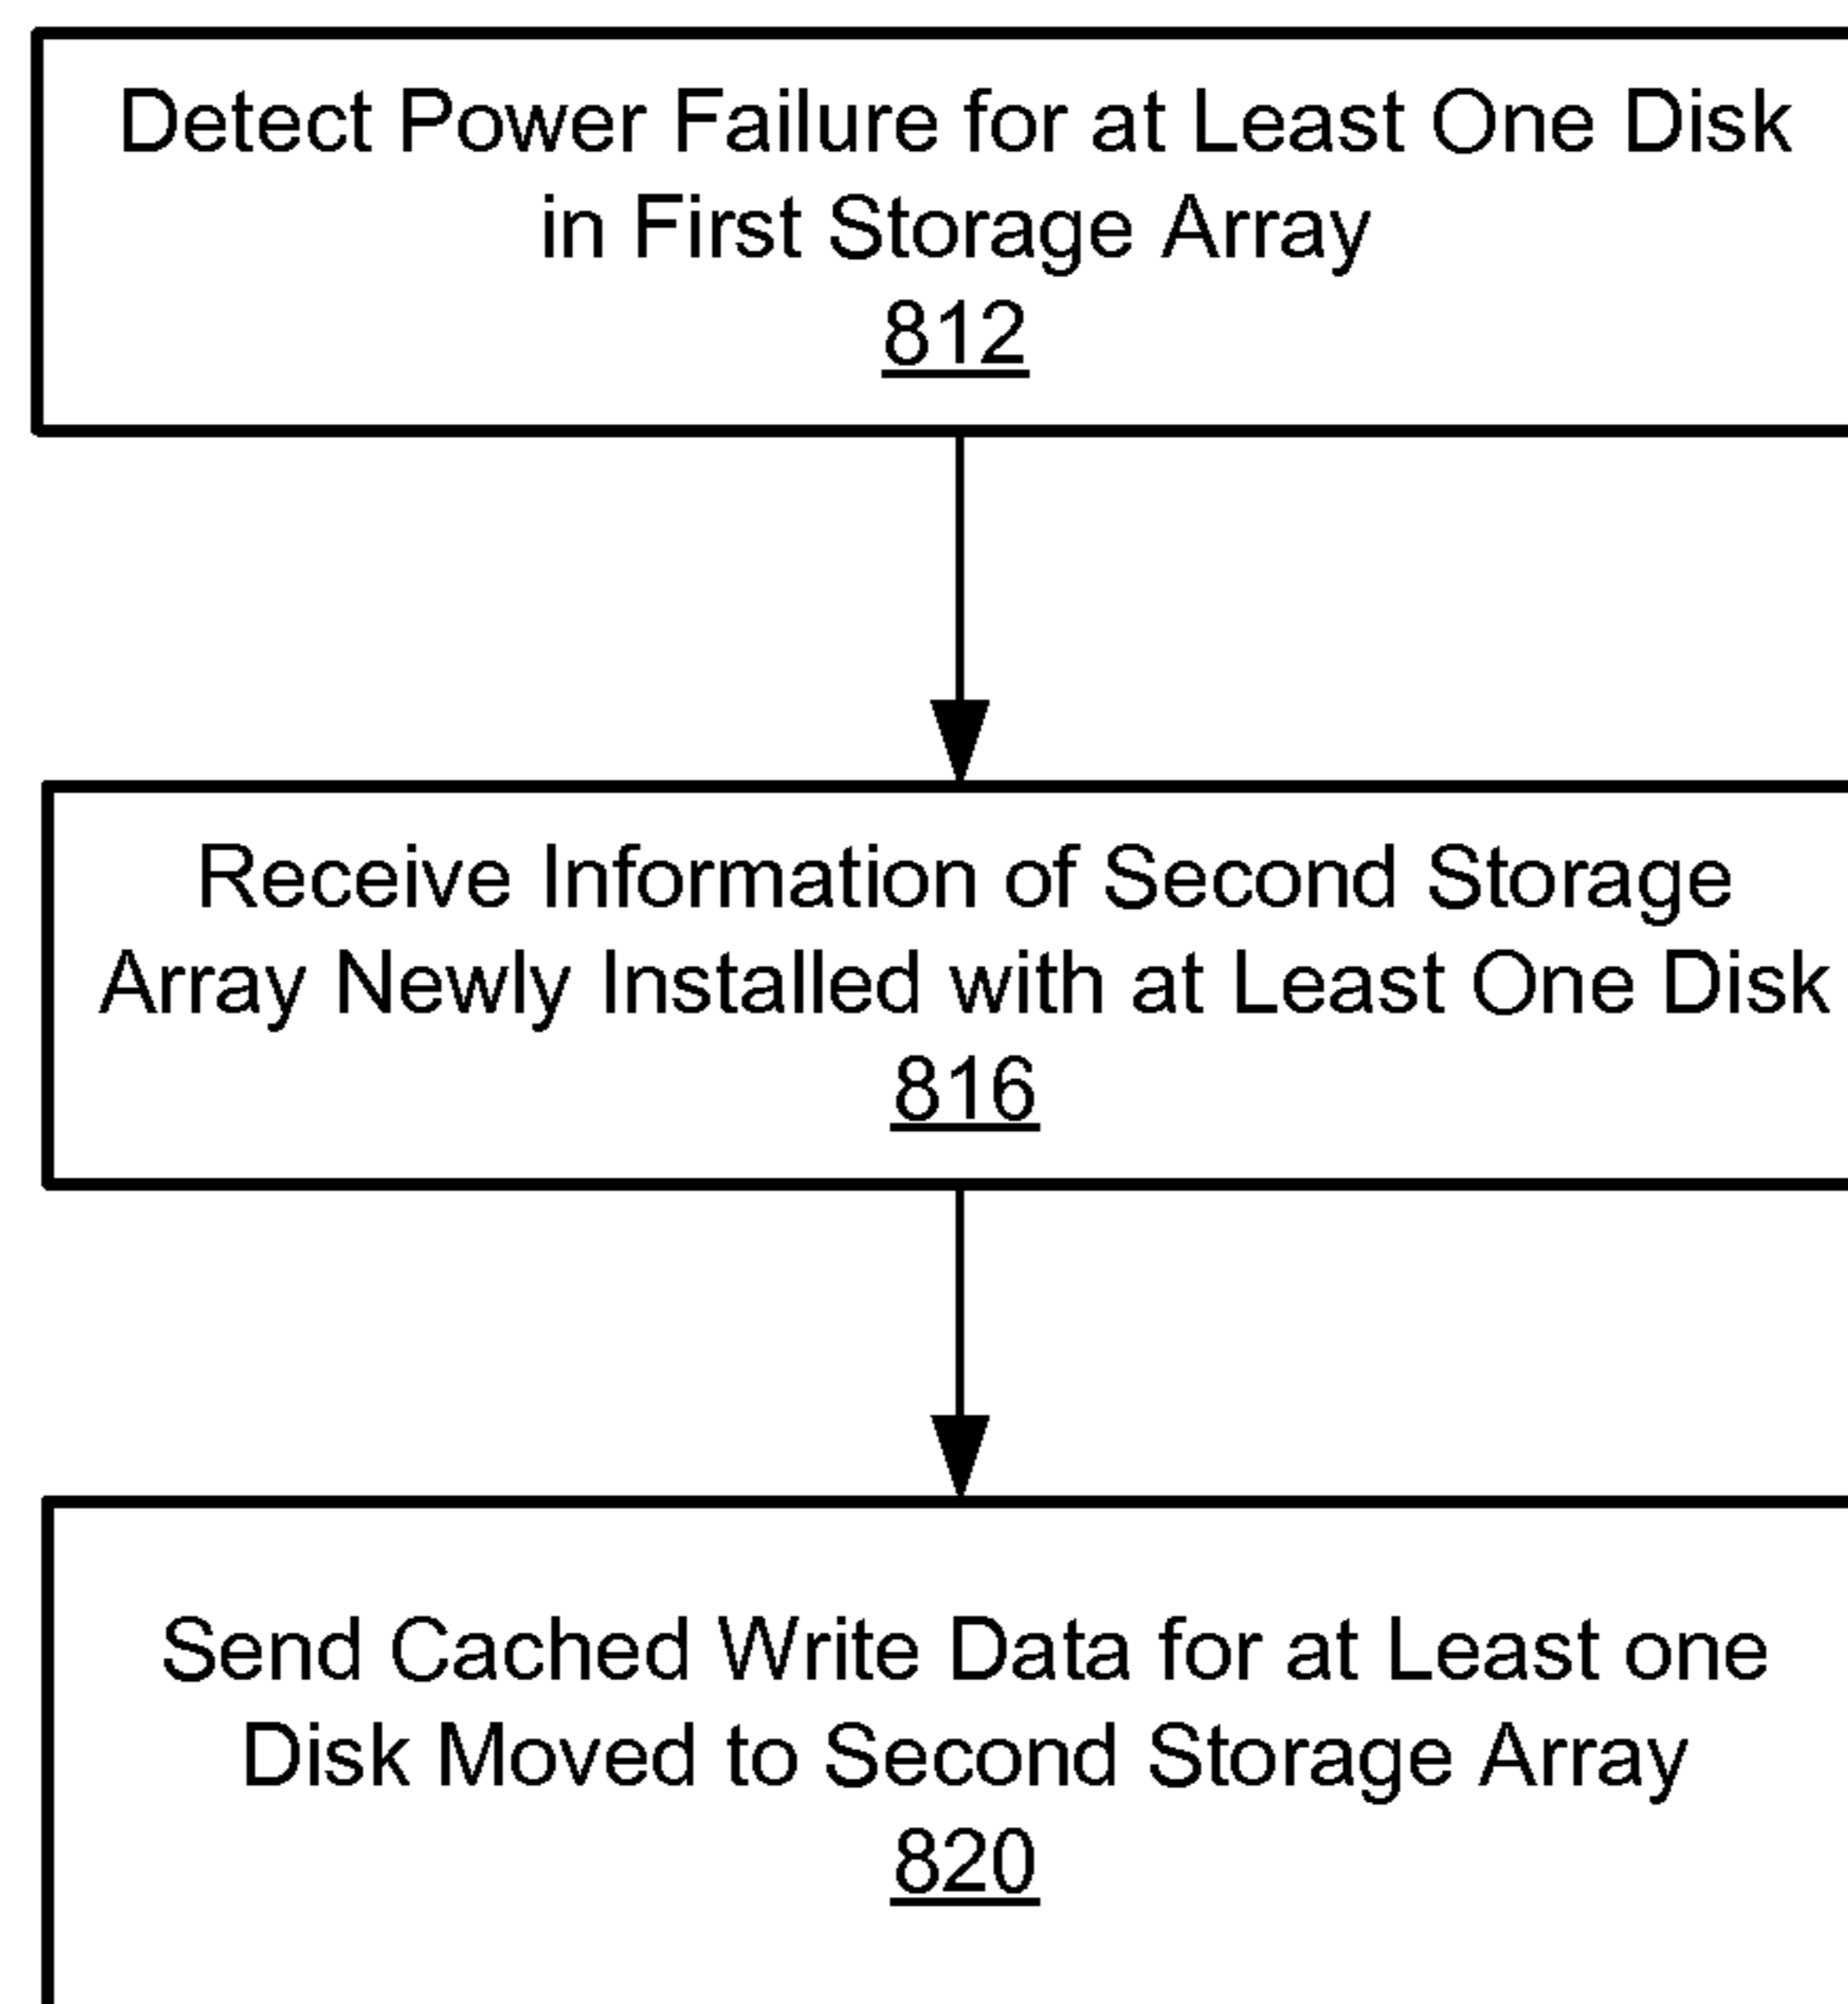 Detect Power Failure for at Least One Disk
in First Storage Array
812
Receive Information of Second Storage
Array Newly Installed with at Least One Disk
816
Send Cached Write Data for at Least one
Disk Moved to Second Storage Array
820